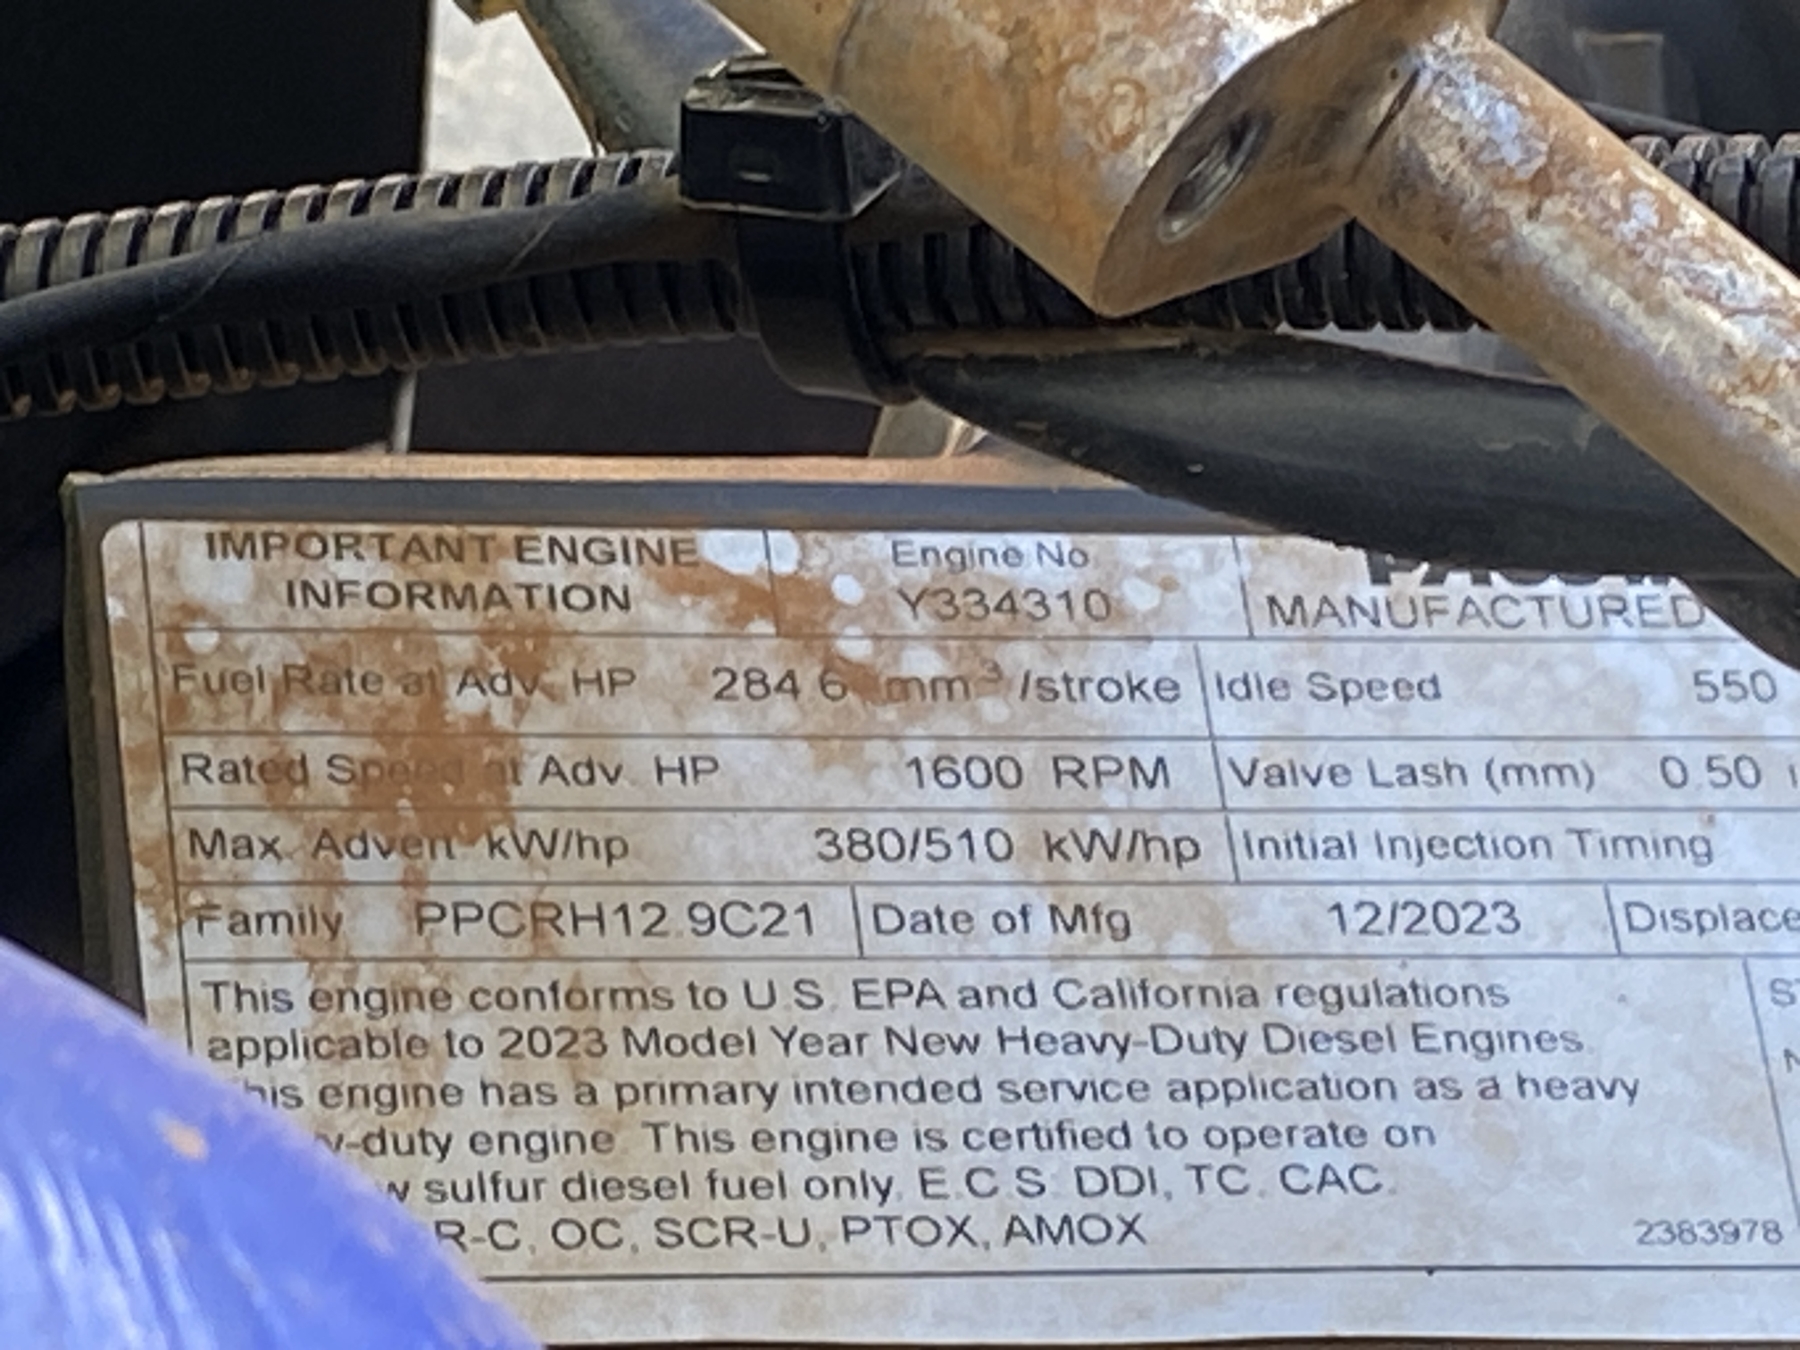 IMPORTANT ENGINE INFORMATION
Engine No
Y334310
MANUFACTURED
Fuel Rate at Adv. HP 284.6 mm³/stroke
Idle Speed 550
Rated Speed at Adv. HP 1600 RPM
Valve Lash (mm) 0.50
Max. Advert. kW/hp 380/510 kW/hp
Initial Injection Timing
Family PPCRH12.9C21
Date of Mfg 12/2023
This engine conforms to U.S. EPA and California regulations
applicable to 2023 Model Year New Heavy-Duty Diesel Engines.
engine has a primary intended service application as a heavy
-duty engine. This engine is certified to operate on
sulfur diesel fuel only. E.C.S. DDI, TC, CAC,
R-C, OC, SCR-U, PTOX, AMOX
2383978